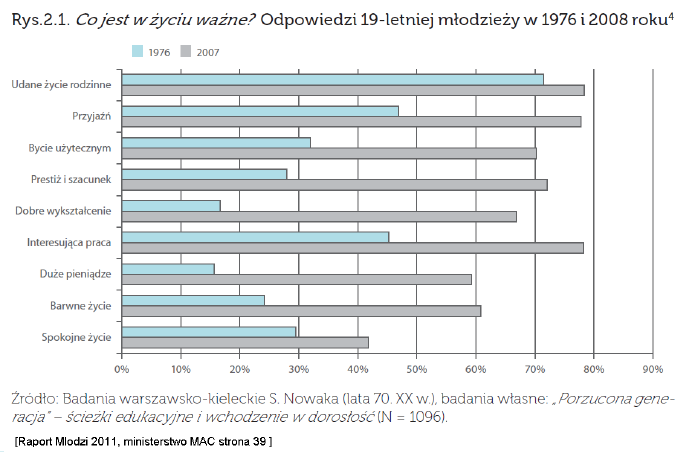 Rys.2.1. Co jest w życiu ważne? Odpowiedzi 19-letniej młodzieży w 1976 i 2008 roku⁴
1976 2007
Udane życie rodzinne
Przyjaźń
Bycie użytecznym
Prestiż i szacunek
Dobre wykształcenie
Interesująca praca
Duże pieniądze
Barwne życie
Spokojne życie
0% 10% 20% 30% 40% 50% 60% 70% 80% 90%
Źródło: Badania warszawsko-kieleckie S. Nowaka (lata 70. XX w.), badania własne: „Porzucona gene-
racja” – ścieżki edukacyjne i wchodzenie w dorosłość (N = 1096).
[Raport Mlodzi 2011, ministerstwo MAC strona 39 ]